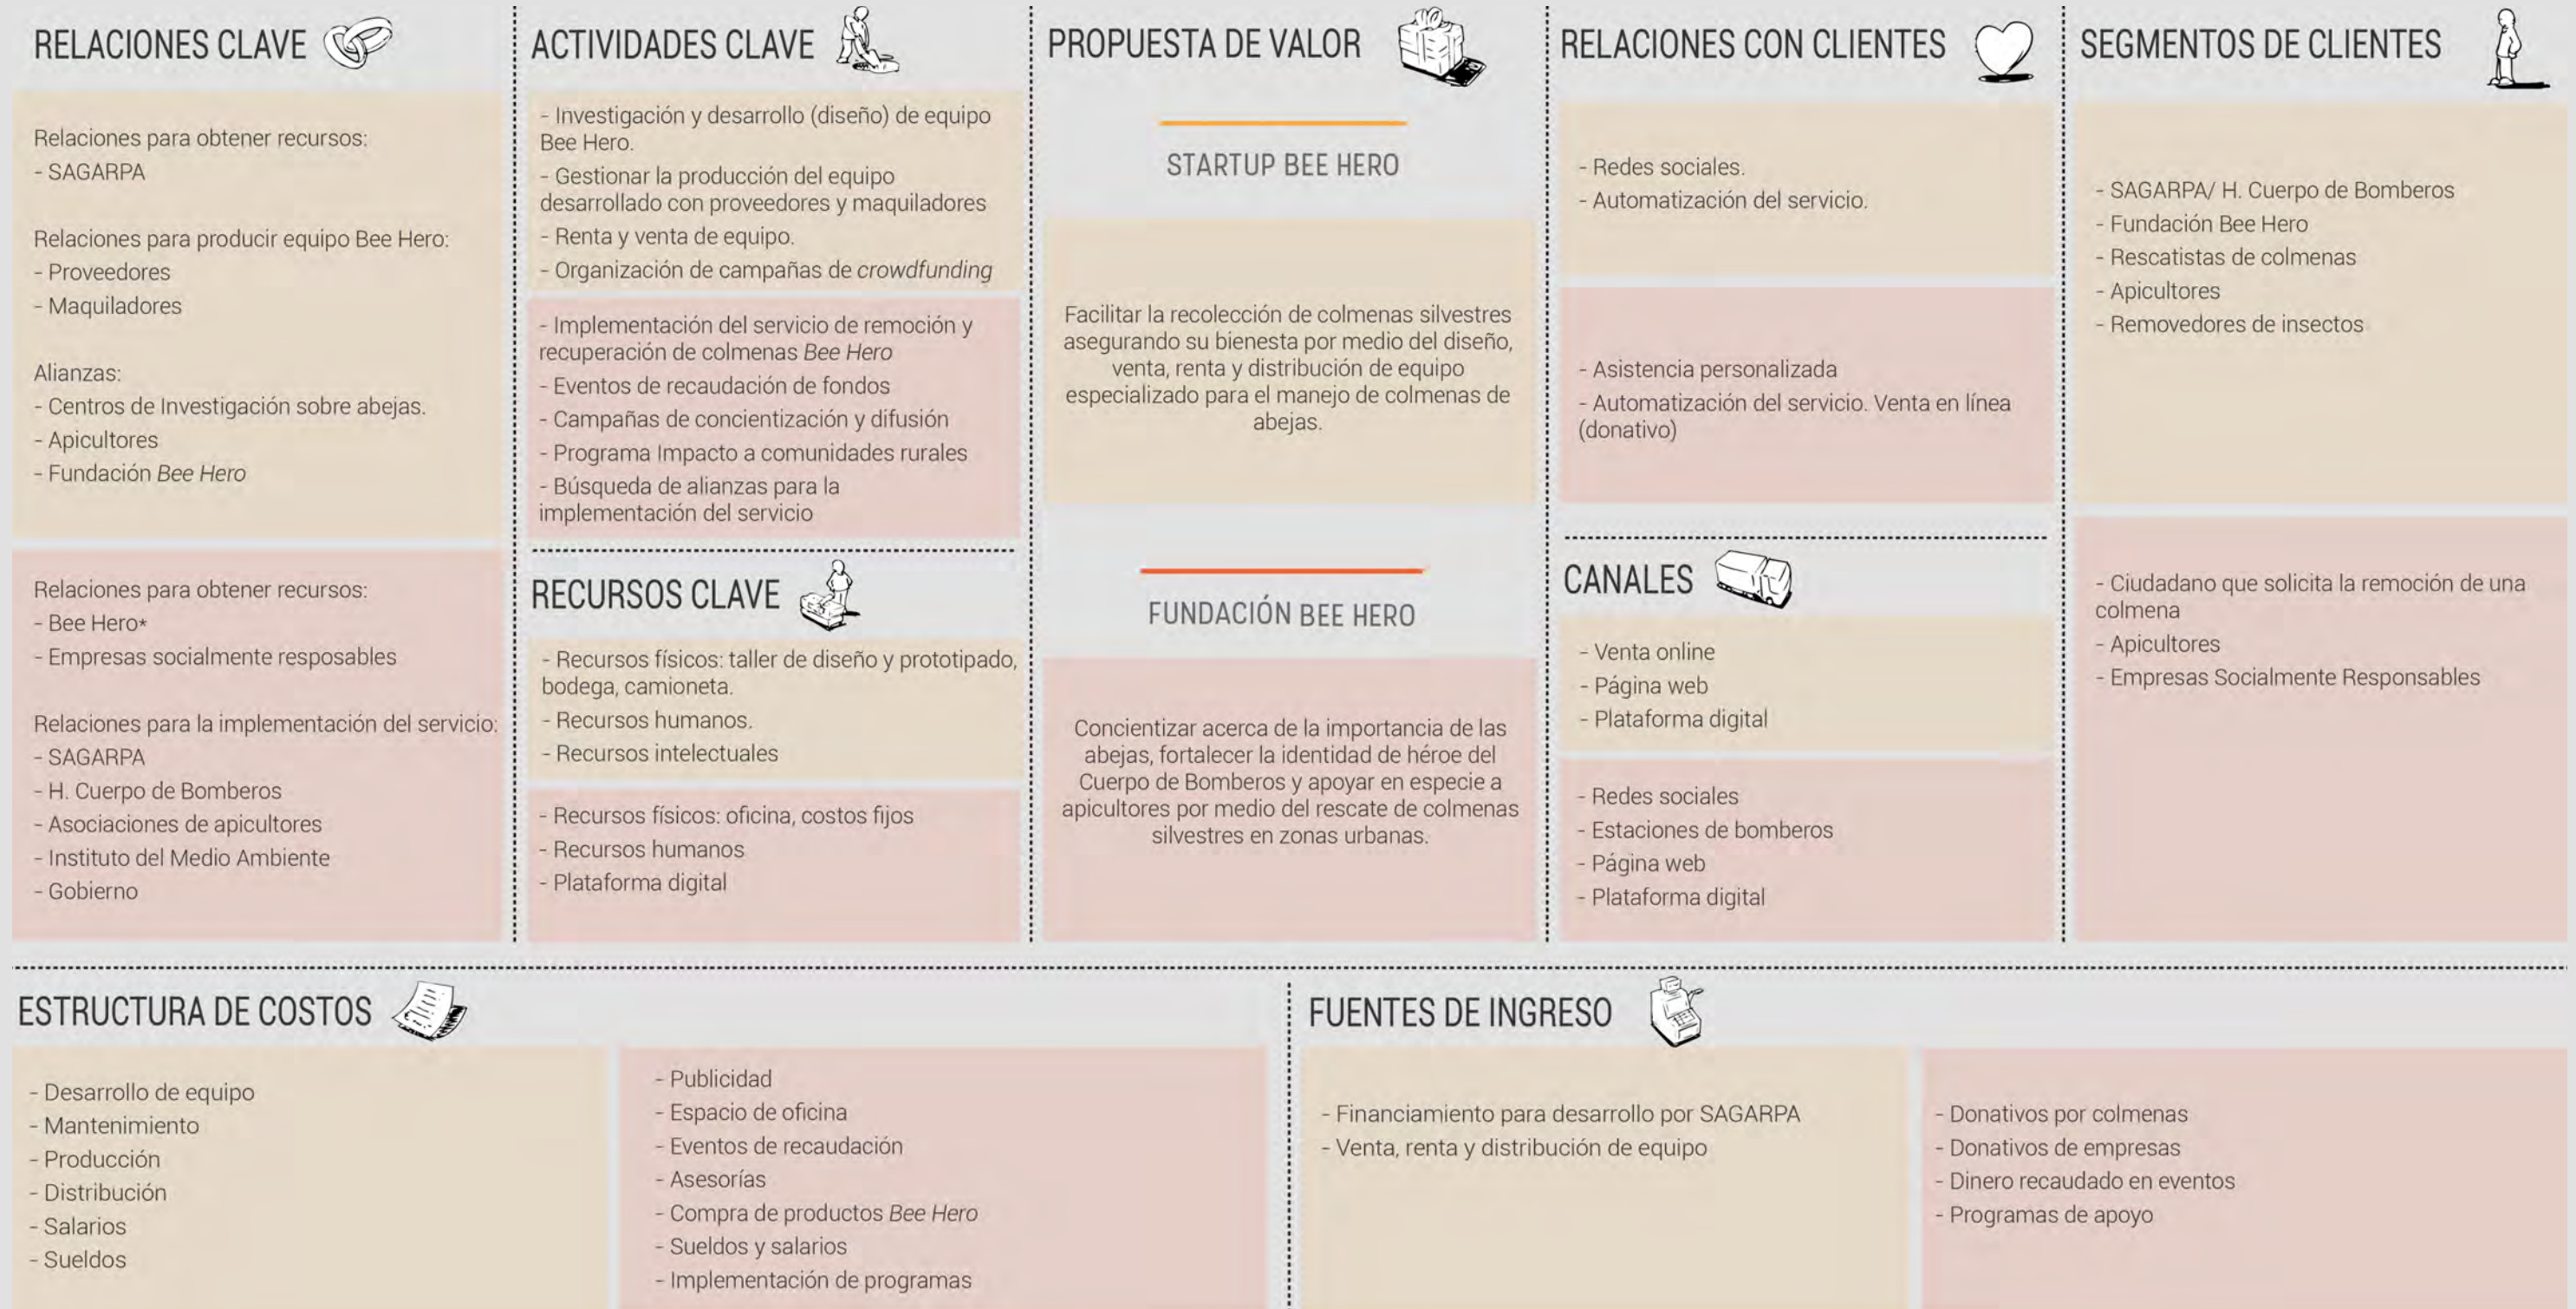 RELACIONES CLAVE
Relaciones para obtener recursos:
- SAGARPA
Relaciones para producir equipo Bee Hero:
- Proveedores
- Maquiladores
Alianzas:
- Centros de Investigación sobre abejas.
- Apicultores
- Fundación Bee Hero
Relaciones para obtener recursos:
- Bee Hero*
- Empresas socialmente resposables
Relaciones para la implementación del servicio:
- SAGARPA
- H. Cuerpo de Bomberos
- Asociaciones de apicultores
- Instituto del Medio Ambiente
- Gobierno
ACTIVIDADES CLAVE
- Investigación y desarrollo (diseño) de equipo
Bee Hero.
- Gestionar la producción del equipo
desarrollado con proveedores y maquiladores
- Renta y venta de equipo.
- Organización de campañas de crowdfunding
- Implementación del servicio de remoción y
recuperación de colmenas Bee Hero
- Eventos de recaudación de fondos
- Campañas de concientización y difusión
- Programa Impacto a comunidades rurales
- Búsqueda de alianzas para la
implementación del servicio
RECURSOS CLAVE
- Recursos físicos: taller de diseño y prototipado,
bodega, camioneta.
- Recursos humanos.
- Recursos intelectuales
- Recursos físicos: oficina, costos fijos
- Recursos humanos
- Plataforma digital
PROPUESTA DE VALOR
STARTUP BEE HERO
Facilitar la recolección de colmenas silvestres
asegurando su bienesta por medio del diseño,
venta, renta y distribución de equipo
especializado para el manejo de colmenas de
abejas.
FUNDACIÓN BEE HERO
Concientizar acerca de la importancia de las
abejas, fortalecer la identidad de héroe del
Cuerpo de Bomberos y apoyar en especie a
apicultores por medio del rescate de colmenas
silvestres en zonas urbanas.
RELACIONES CON CLIENTES
- Redes sociales.
- Automatización del servicio.
- Asistencia personalizada
- Automatización del servicio. Venta en línea
(donativo)
CANALES
- Venta online
- Página web
- Plataforma digital
- Redes sociales
- Estaciones de bomberos
- Página web
- Plataforma digital
SEGMENTOS DE CLIENTES
- SAGARPA/ H. Cuerpo de Bomberos
- Fundación Bee Hero
- Rescatistas de colmenas
- Apicultores
- Removedores de insectos
- Ciudadano que solicita la remoción de una
colmena
- Apicultores
- Empresas Socialmente Responsables
ESTRUCTURA DE COSTOS
- Desarrollo de equipo
- Mantenimiento
- Producción
- Distribución
- Salarios
- Sueldos
- Publicidad
- Espacio de oficina
- Eventos de recaudación
- Asesorías
- Compra de productos Bee Hero
- Sueldos y salarios
- Implementación de programas
FUENTES DE INGRESO
- Financiamiento para desarrollo por SAGARPA
- Venta, renta y distribución de equipo
- Donativos por colmenas
- Donativos de empresas
- Dinero recaudado en eventos
- Programas de apoyo